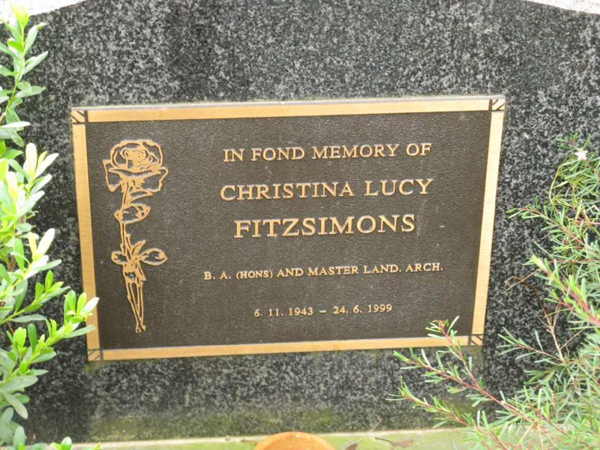 IN FOND MEMORY OF
CHRISTINA LUCY
FITZSIMONS
B. A. (HONS) AND MASTER LAND. ARCH.
6. 11. 1943 – 24. 6. 1999